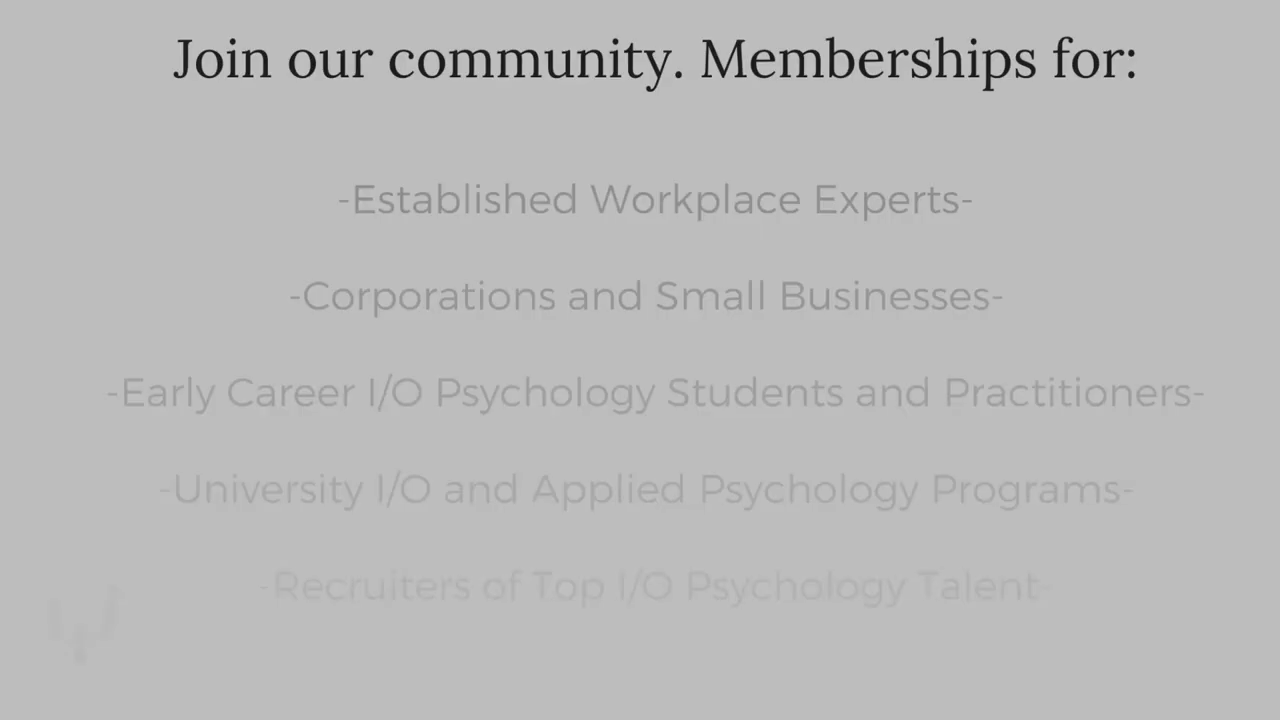 Join our community. Memberships for:
-Established Workplace Experts-
-Corporations and Small Businesses-
-Early Career I/O Psychology Students and Practitioners-
-University I/O and Applied Psychology Programs-
-Recruiters of Top I/O Psychology Talent-